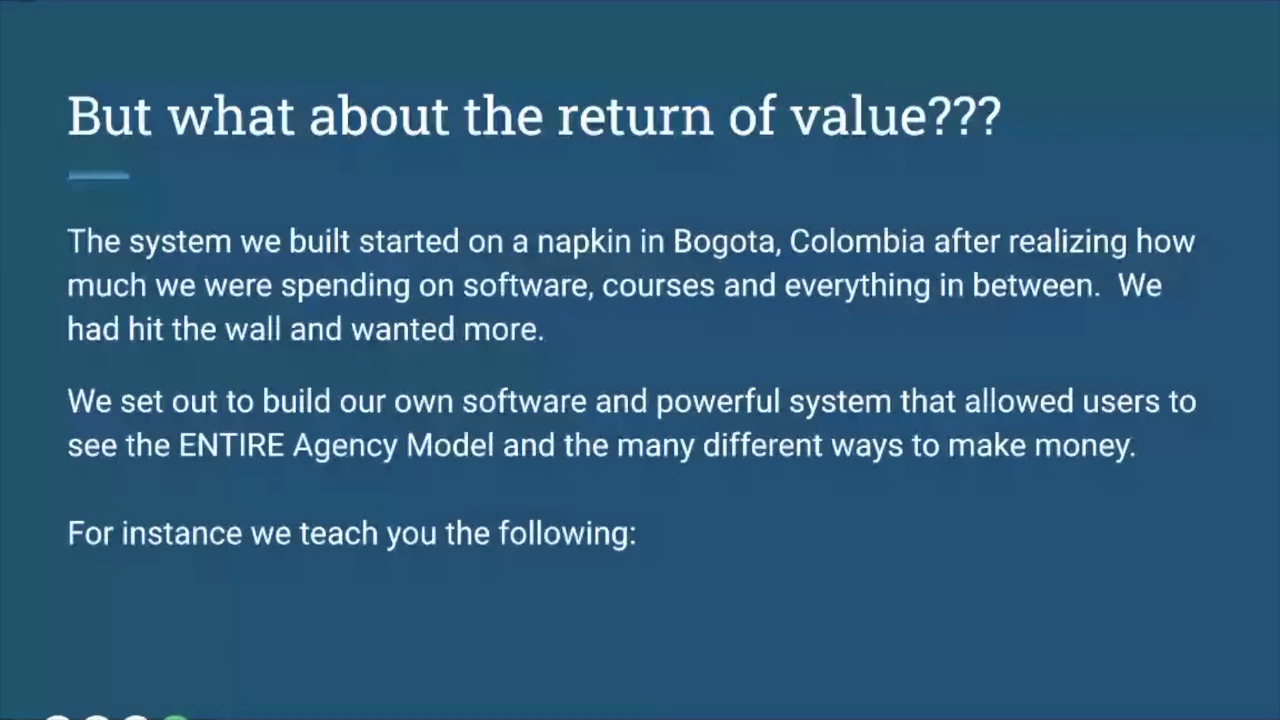 But what about the return of value???
The system we built started on a napkin in Bogota, Colombia after realizing how
much we were spending on software, courses and everything in between.  We
had hit the wall and wanted more.
We set out to build our own software and powerful system that allowed users to
see the ENTIRE Agency Model and the many different ways to make money.
For instance we teach you the following: